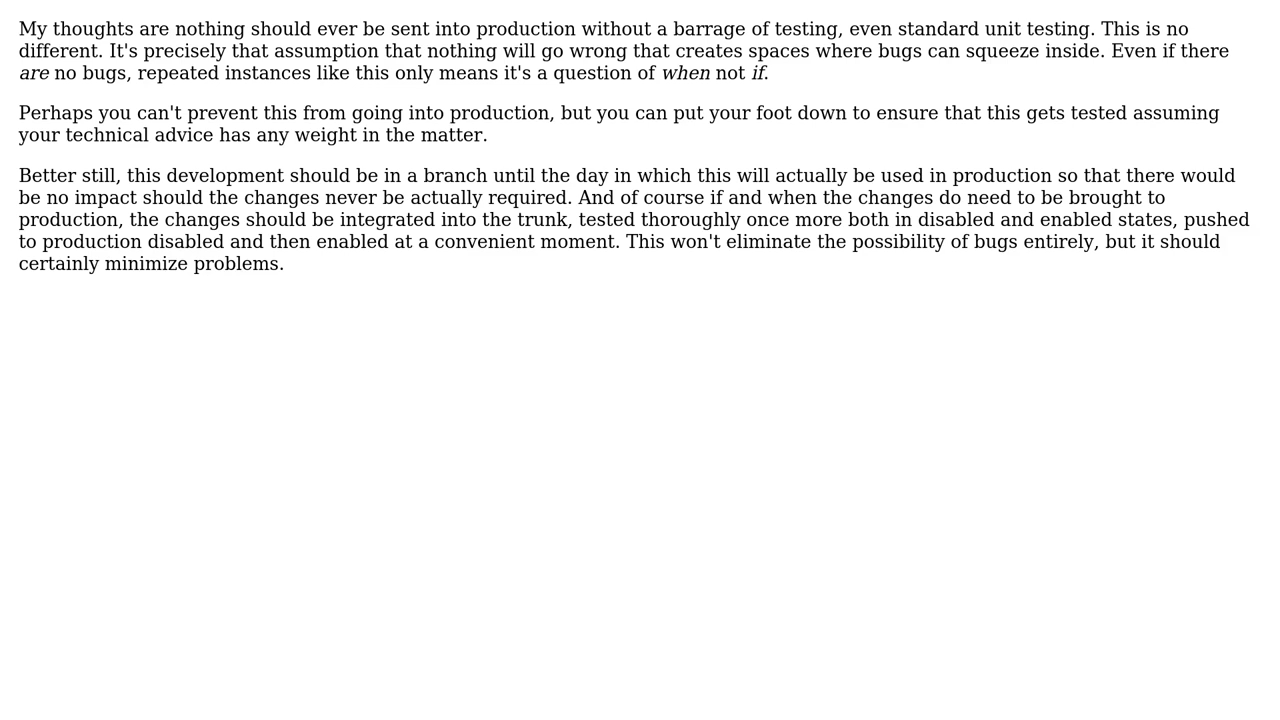 My thoughts are nothing should ever be sent into production without a barrage of testing, even standard unit testing. This is no
different. It's precisely that assumption that nothing will go wrong that creates spaces where bugs can squeeze inside. Even if there
are no bugs, repeated instances like this only means it's a question of when not if.
Perhaps you can't prevent this from going into production, but you can put your foot down to ensure that this gets tested assuming
your technical advice has any weight in the matter.
Better still, this development should be in a branch until the day in which this will actually be used in production so that there would
be no impact should the changes never be actually required. And of course if and when the changes do need to be brought to
production, the changes should be integrated into the trunk, tested thoroughly once more both in disabled and enabled states, pushed
to production disabled and then enabled at a convenient moment. This won't eliminate the possibility of bugs entirely, but it should
certainly minimize problems.